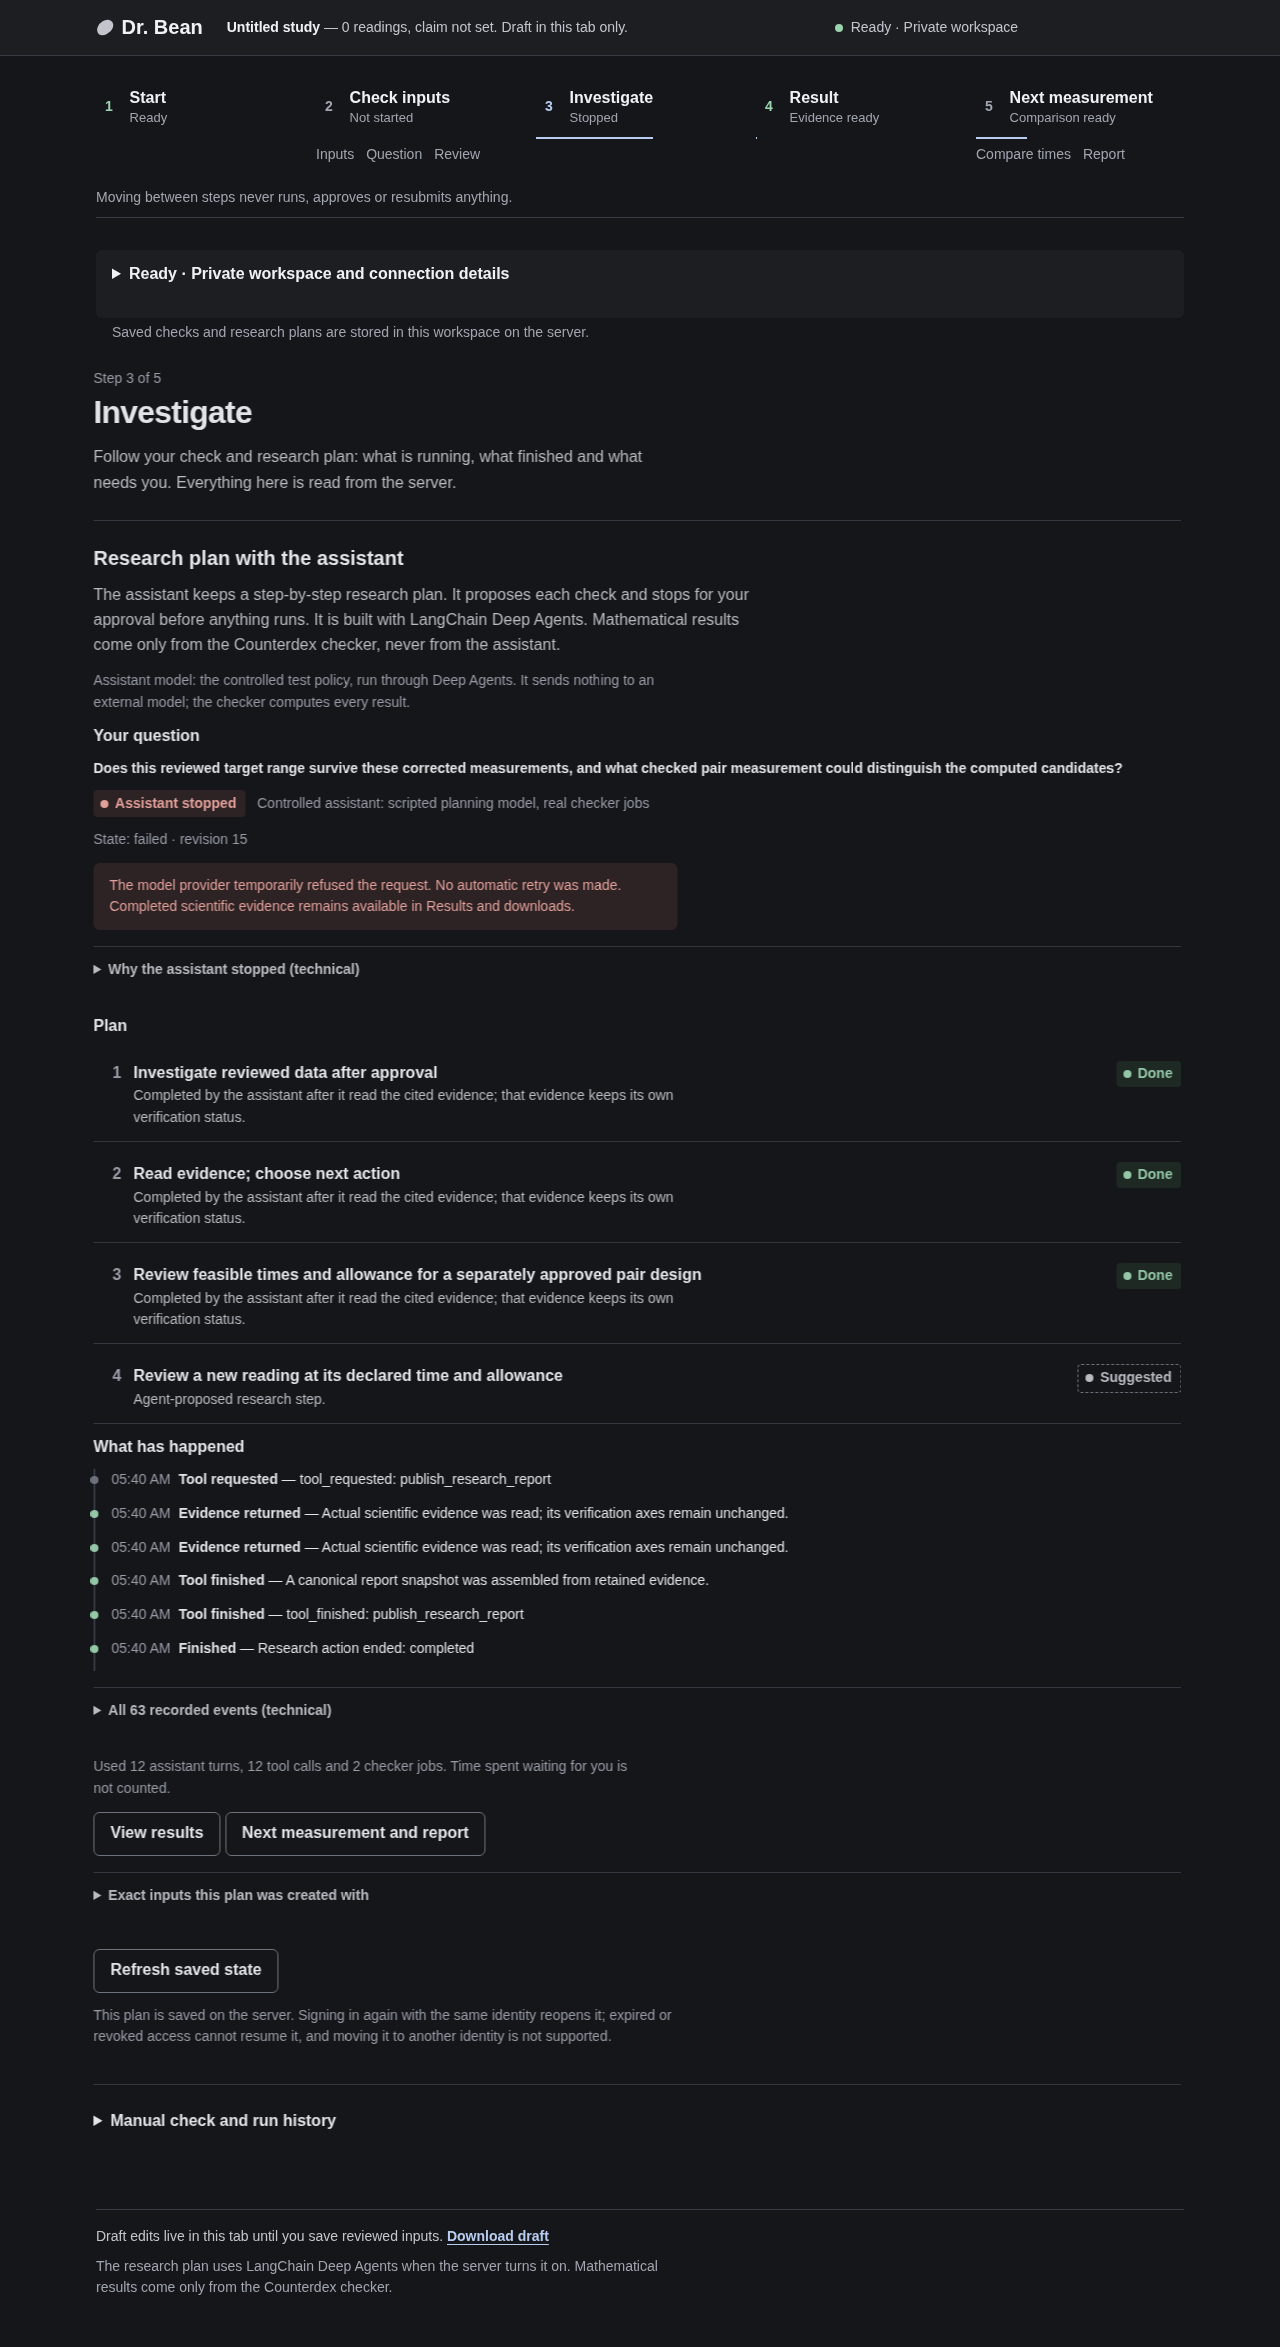 Dr. Bean
Untitled study — 0 readings, claim not set. Draft in this tab only.
Ready · Private workspace
1 Start
Ready
2 Check inputs
Not started
3 Investigate
Stopped
4 Result
Evidence ready
5 Next measurement
Comparison ready
Inputs Question Review
Compare times Report
Moving between steps never runs, approves or resubmits anything.
Ready · Private workspace and connection details
Saved checks and research plans are stored in this workspace on the server.
Step 3 of 5
Investigate
Follow your check and research plan: what is running, what finished and what
needs you. Everything here is read from the server.
Research plan with the assistant
The assistant keeps a step-by-step research plan. It proposes each check and stops for your
approval before anything runs. It is built with LangChain Deep Agents. Mathematical results
come only from the Counterdex checker, never from the assistant.
Assistant model: the controlled test policy, run through Deep Agents. It sends nothing to an
external model; the checker computes every result.
Your question
Does this reviewed target range survive these corrected measurements, and what checked pair measurement could distinguish the computed candidates?
Assistant stopped Controlled assistant: scripted planning model, real checker jobs
State: failed · revision 15
The model provider temporarily refused the request. No automatic retry was made.
Completed scientific evidence remains available in Results and downloads.
Why the assistant stopped (technical)
Plan
1 Investigate reviewed data after approval Done
Completed by the assistant after it read the cited evidence; that evidence keeps its own
verification status.
2 Read evidence; choose next action Done
Completed by the assistant after it read the cited evidence; that evidence keeps its own
verification status.
3 Review feasible times and allowance for a separately approved pair design Done
Completed by the assistant after it read the cited evidence; that evidence keeps its own
verification status.
4 Review a new reading at its declared time and allowance Suggested
Agent-proposed research step.
What has happened
05:40 AM Tool requested — tool_requested: publish_research_report
05:40 AM Evidence returned — Actual scientific evidence was read; its verification axes remain unchanged.
05:40 AM Evidence returned — Actual scientific evidence was read; its verification axes remain unchanged.
05:40 AM Tool finished — A canonical report snapshot was assembled from retained evidence.
05:40 AM Tool finished — tool_finished: publish_research_report
05:40 AM Finished — Research action ended: completed
All 63 recorded events (technical)
Used 12 assistant turns, 12 tool calls and 2 checker jobs. Time spent waiting for you is
not counted.
View results Next measurement and report
Exact inputs this plan was created with
Refresh saved state
This plan is saved on the server. Signing in again with the same identity reopens it; expired or
revoked access cannot resume it, and moving it to another identity is not supported.
Manual check and run history
Draft edits live in this tab until you save reviewed inputs. Download draft
The research plan uses LangChain Deep Agents when the server turns it on. Mathematical
results come only from the Counterdex checker.